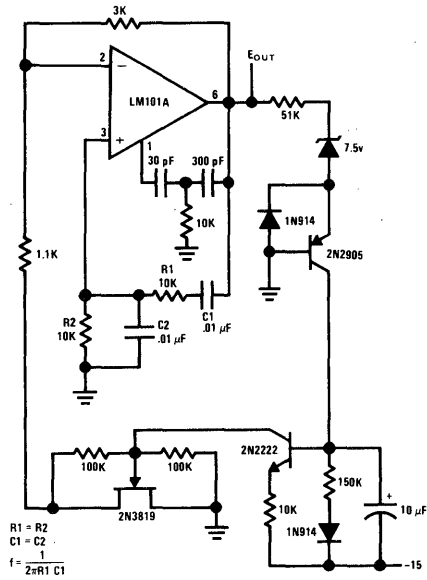 3K
E OUT
2
−
LM101A
6
51K
3
+
1
30 pF
300 pF
7.5v
10K
1N914
2N2905
1.1K
R1
10K
C1
.01 µF
R2
10K
C2
.01 µF
100K
100K
2N2222
2N3819
10K
150K
1N914
+
10 µF
−15
R1 = R2
C1 = C2
f = 1
2πR1 C1